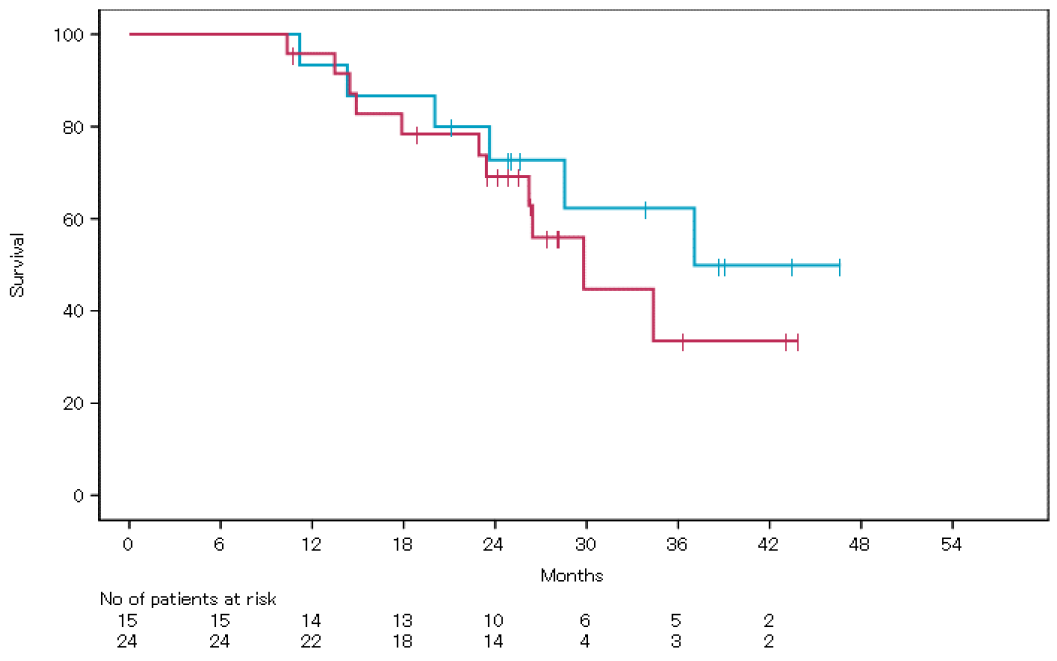 100
80
60
40
20
0
Survival
0 6 12 18 24 30 36 42 48 54
Months
No of patients at risk
15 15 14 13 10 6 5 2
24 24 22 18 14 4 3 2